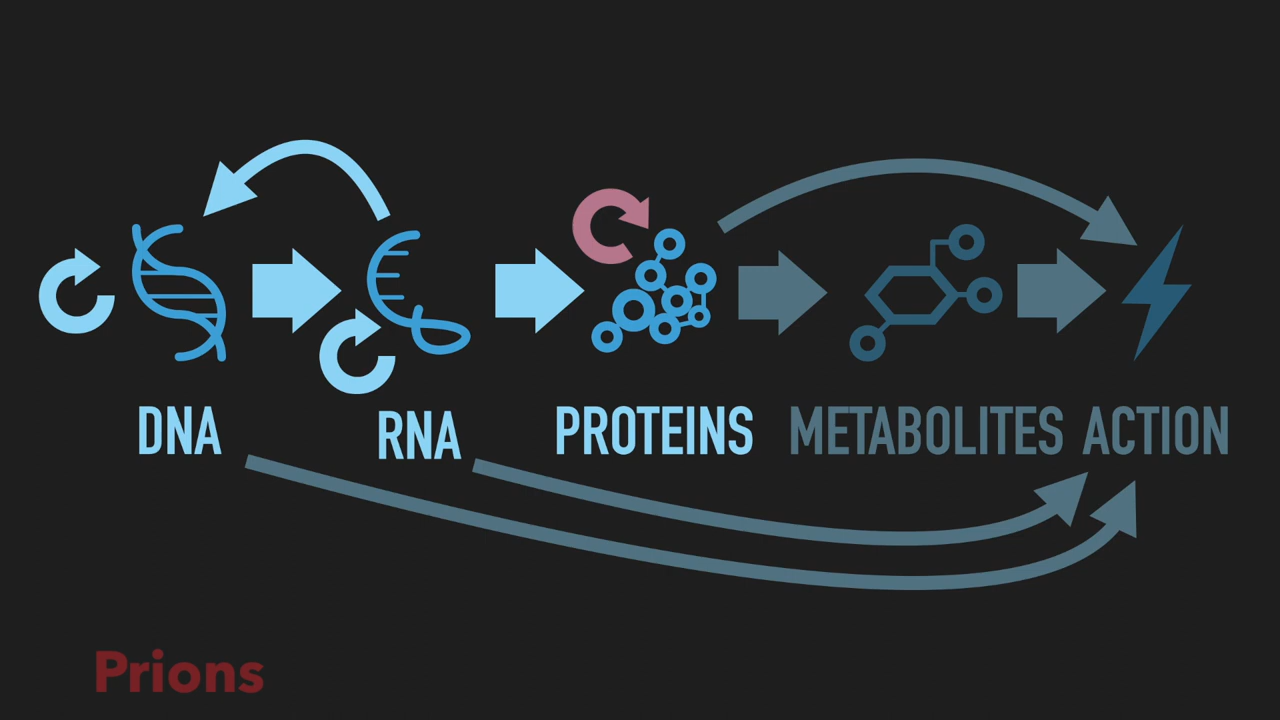 DNA
RNA
PROTEINS
METABOLITES
ACTION
Prions